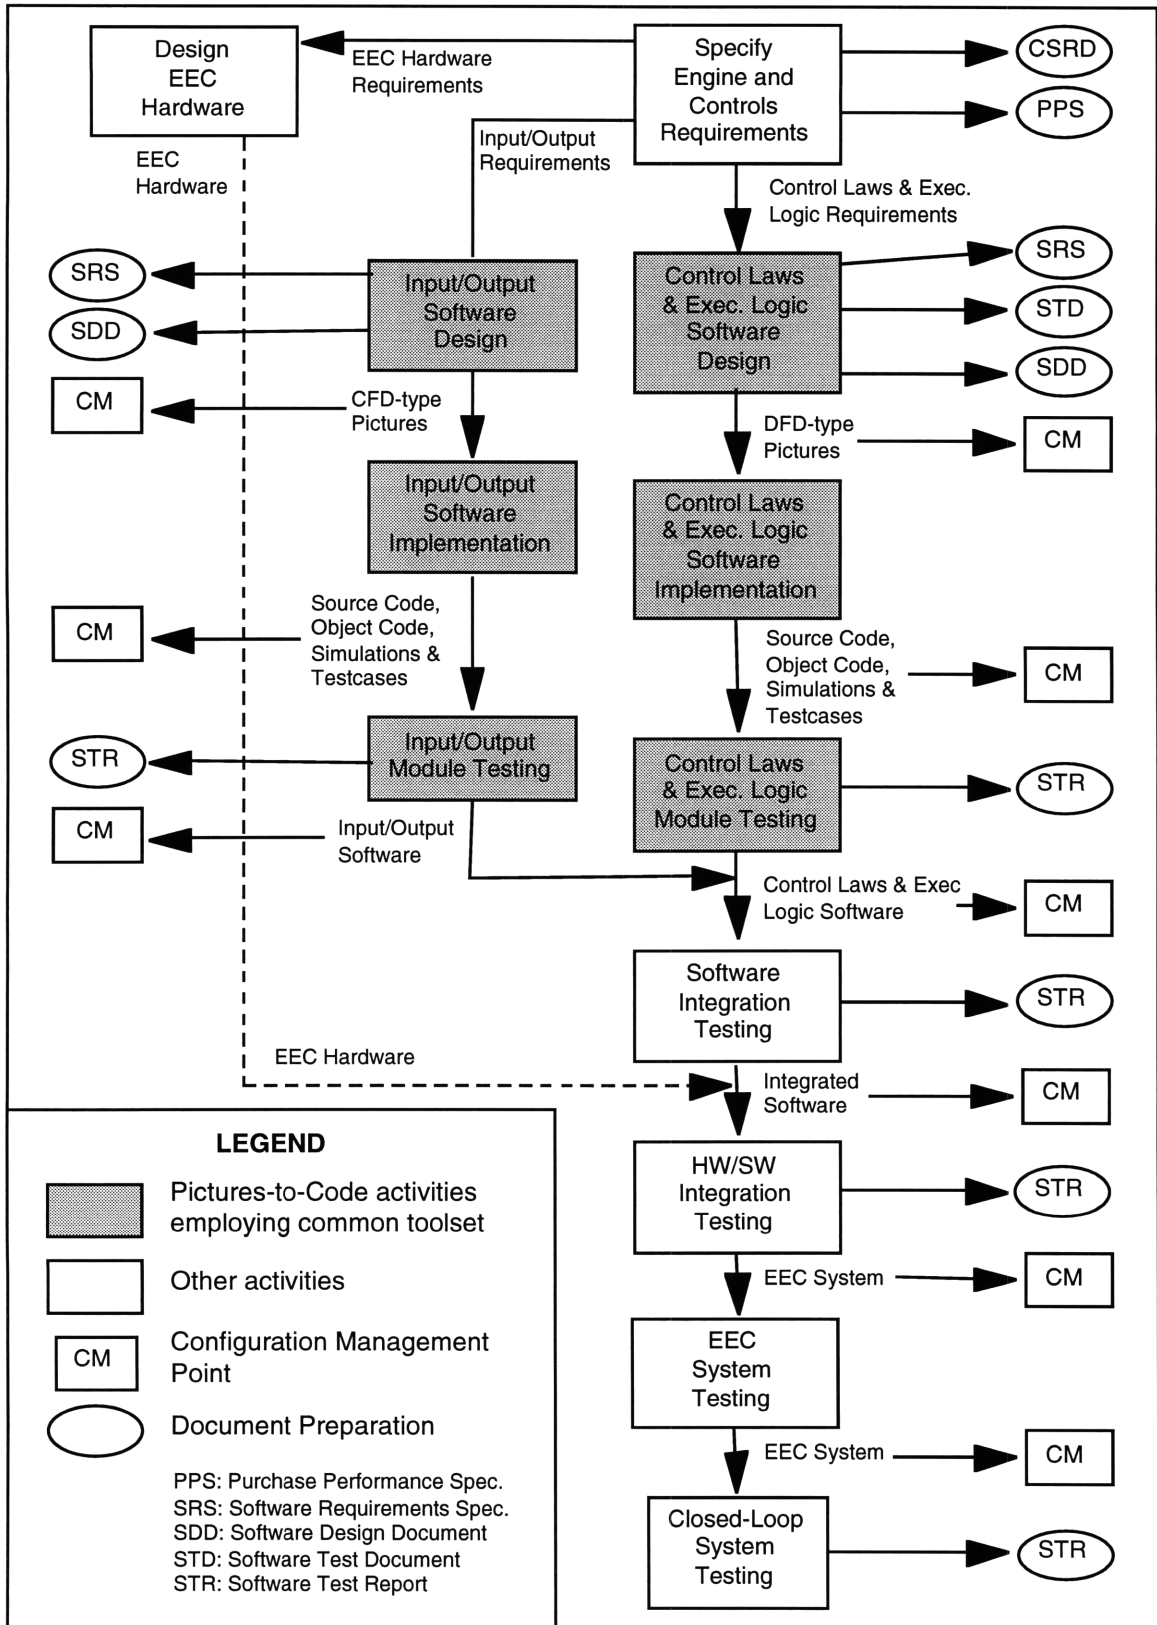 Design
EEC
Hardware
EEC Hardware
Requirements
Specify
Engine and
Controls
Requirements
CSRD
PPS
Input/Output
Requirements
EEC
Hardware
Control Laws & Exec.
Logic Requirements
SRS
SDD
CM
Input/Output
Software
Design
CFD-type
Pictures
Control Laws
& Exec. Logic
Software
Design
SRS
STD
SDD
DFD-type
Pictures
CM
Input/Output
Software
Implementation
Control Laws
& Exec. Logic
Software
Implementation
CM
Source Code,
Object Code,
Simulations &
Testcases
Source Code,
Object Code,
Simulations &
Testcases
CM
STR
Input/Output
Module Testing
Control Laws
& Exec. Logic
Module Testing
STR
CM
Input/Output
Software
Control Laws & Exec
Logic Software
CM
Software
Integration
Testing
STR
EEC Hardware
Integrated
Software
CM
HW/SW
Integration
Testing
STR
EEC System
CM
EEC
System
Testing
EEC System
CM
Closed-Loop
System
Testing
STR
LEGEND
Pictures-to-Code activities
employing common toolset
Other activities
CM
Configuration Management
Point
Document Preparation
PPS: Purchase Performance Spec.
SRS: Software Requirements Spec.
SDD: Software Design Document
STD: Software Test Document
STR: Software Test Report